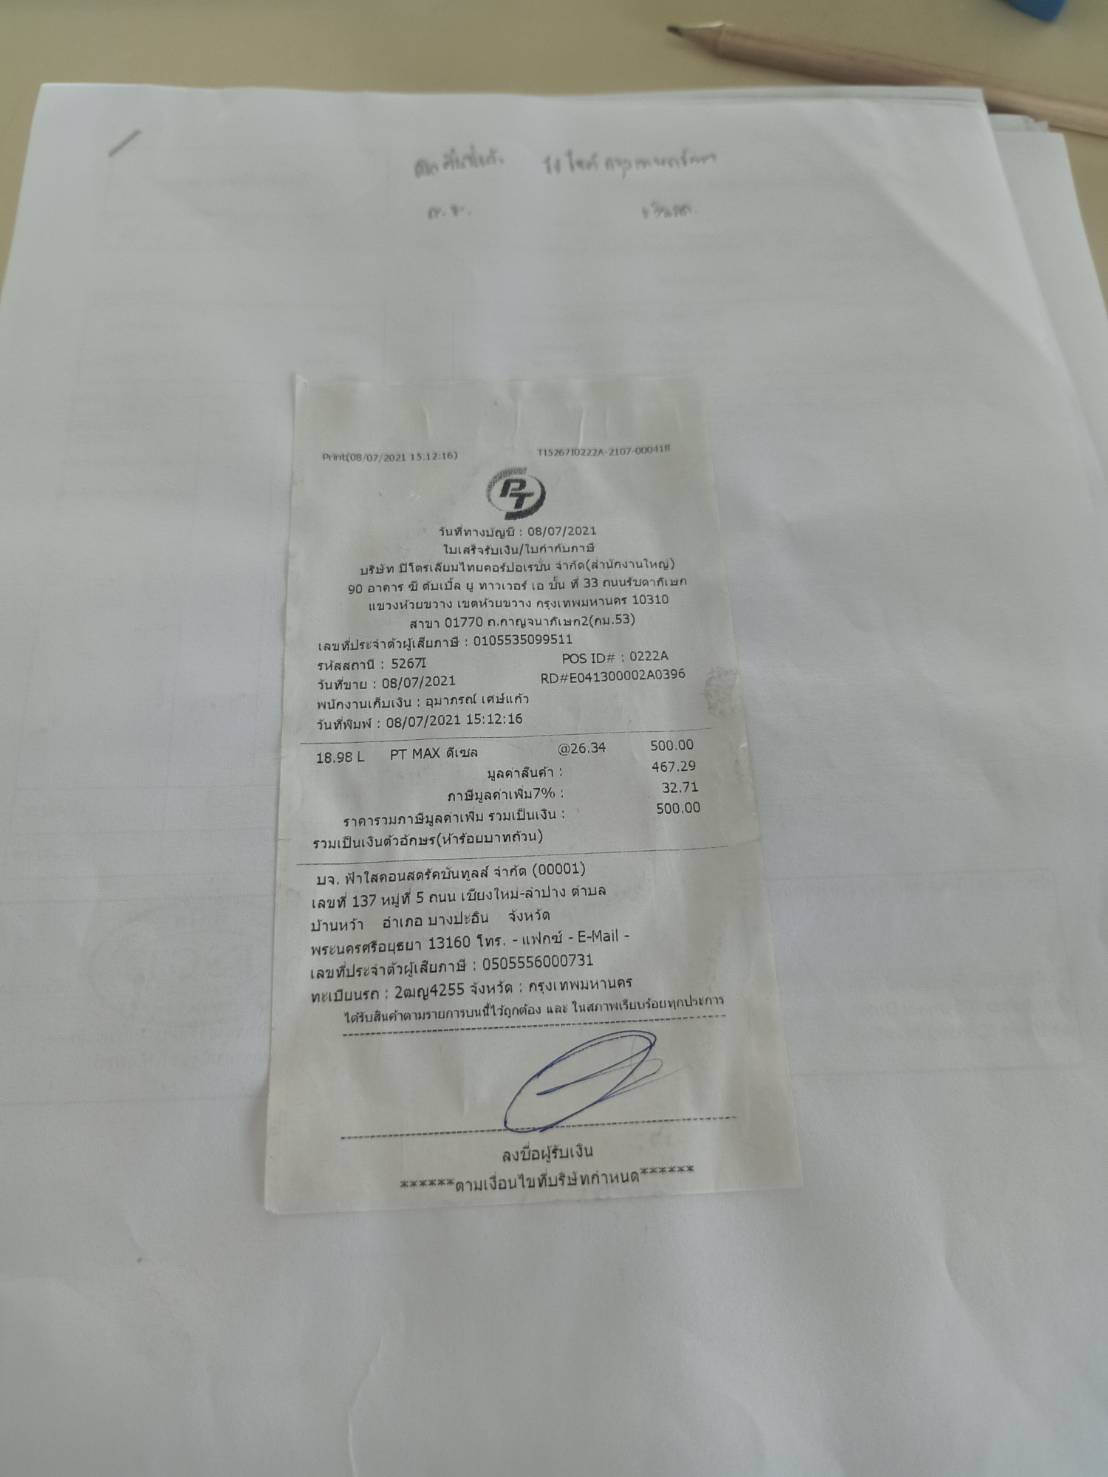 Print(08/07/2021 15:12:16) T15267I0222A-2107-000418
PT
วันที่ทางบัญชี : 08/07/2021
ใบเสร็จรับเงิน/ใบกำกับภาษี
บริษัท ปิโตรเลียมไทยคอร์ปอเรชั่น จำกัด(สำนักงานใหญ่)
90 อาคาร ซี ดับเบิ้ล ยู ทาวเวอร์ เอ ชั้น ที่ 33 ถนนรัชดาภิเษก
แขวงห้วยขวาง เขตห้วยขวาง กรุงเทพมหานคร 10310
สาขา 01770 ถ.กาญจนาภิเษก2(กม.53)
เลขที่ประจำตัวผู้เสียภาษี : 0105535099511
รหัสสถานี : 5267I POS ID# : 0222A
วันที่ขาย : 08/07/2021 RD#E041300002A0396
พนักงานเก็บเงิน : อุมาภรณ์ เศษ์แก้ว
วันที่พิมพ์ : 08/07/2021 15:12:16
18.98 L PT MAX ดีเซล @26.34 500.00
มูลค่าสินค้า : 467.29
ภาษีมูลค่าเพิ่ม7% : 32.71
ราคารวมภาษีมูลค่าเพิ่ม รวมเป็นเงิน : 500.00
รวมเป็นเงินตัวอักษร(ห้าร้อยบาทถ้วน)
บจ. ฟ้าใสคอนสตรัคชั่นทูลส์ จำกัด (00001)
เลขที่ 137 หมู่ที่ 5 ถนน เชียงใหม่-ลำปาง ตำบล
บ้านหว้า อำเภอ บางปะอิน จังหวัด
พระนครศรีอยุธยา 13160 โทร. - แฟกซ์ - E-Mail -
เลขที่ประจำตัวผู้เสียภาษี : 0505556000731
ทะเบียนรถ : 2ฒญ4255 จังหวัด : กรุงเทพมหานคร
ได้รับสินค้าตามรายการบนนี้ไว้ถูกต้อง และ ในสภาพเรียบร้อยทุกประการ
ลงชื่อผู้รับเงิน
******ตามเงื่อนไขที่บริษัทกำหนด******